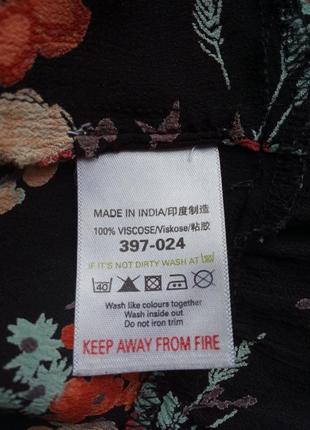 MADE IN INDIA/印度制造
100% VISCOSE/Viskose/粘胶
397-024
IF IT'S NOT DIRTY WASH AT 30
40
Wash like colours together
Wash inside out
Do not iron trim
KEEP AWAY FROM FIRE